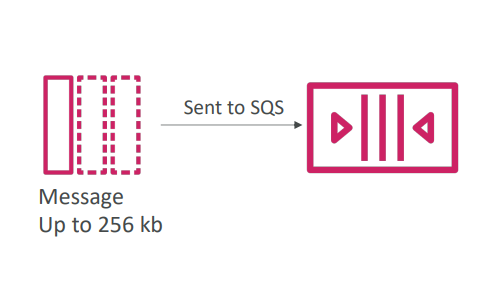 Sent to SQS
Message
Up to 256 kb